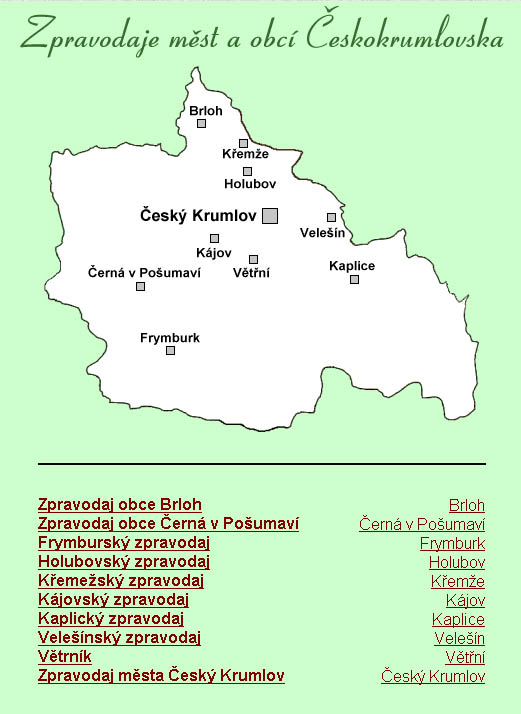 Zpravodaje měst a obcí Českokrumlovska
Brloh
Křemže
Holubov
Český Krumlov
Velešín
Kájov
Větřní
Kaplice
Černá v Pošumaví
Frymburk
Zpravodaj obce Brloh Brloh
Zpravodaj obce Černá v Pošumaví Černá v Pošumaví
Frymburský zpravodaj Frymburk
Holubovský zpravodaj Holubov
Křemežský zpravodaj Křemže
Kájovský zpravodaj Kájov
Kaplický zpravodaj Kaplice
Velešínský zpravodaj Velešín
Větrník Větřní
Zpravodaj města Český Krumlov Český Krumlov